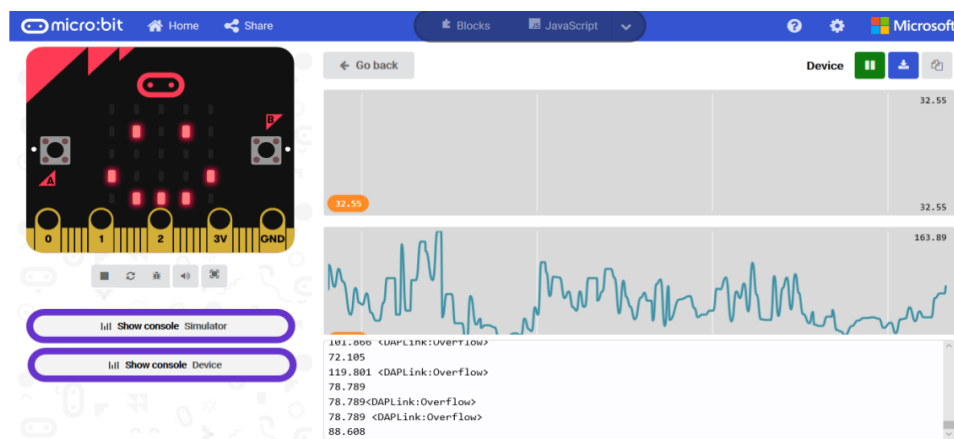 micro:bit Home Share Blocks JavaScript Microsoft
Go back Device
B
A
0 1 2 3V GND
32.55
32.55
32.55
163.89
Show console Simulator
Show console Device
101.866 <DAPLink:Overflow>
72.105
119.801 <DAPLink:Overflow>
78.789
78.789<DAPLink:Overflow>
78.789 <DAPLink:Overflow>
88.608